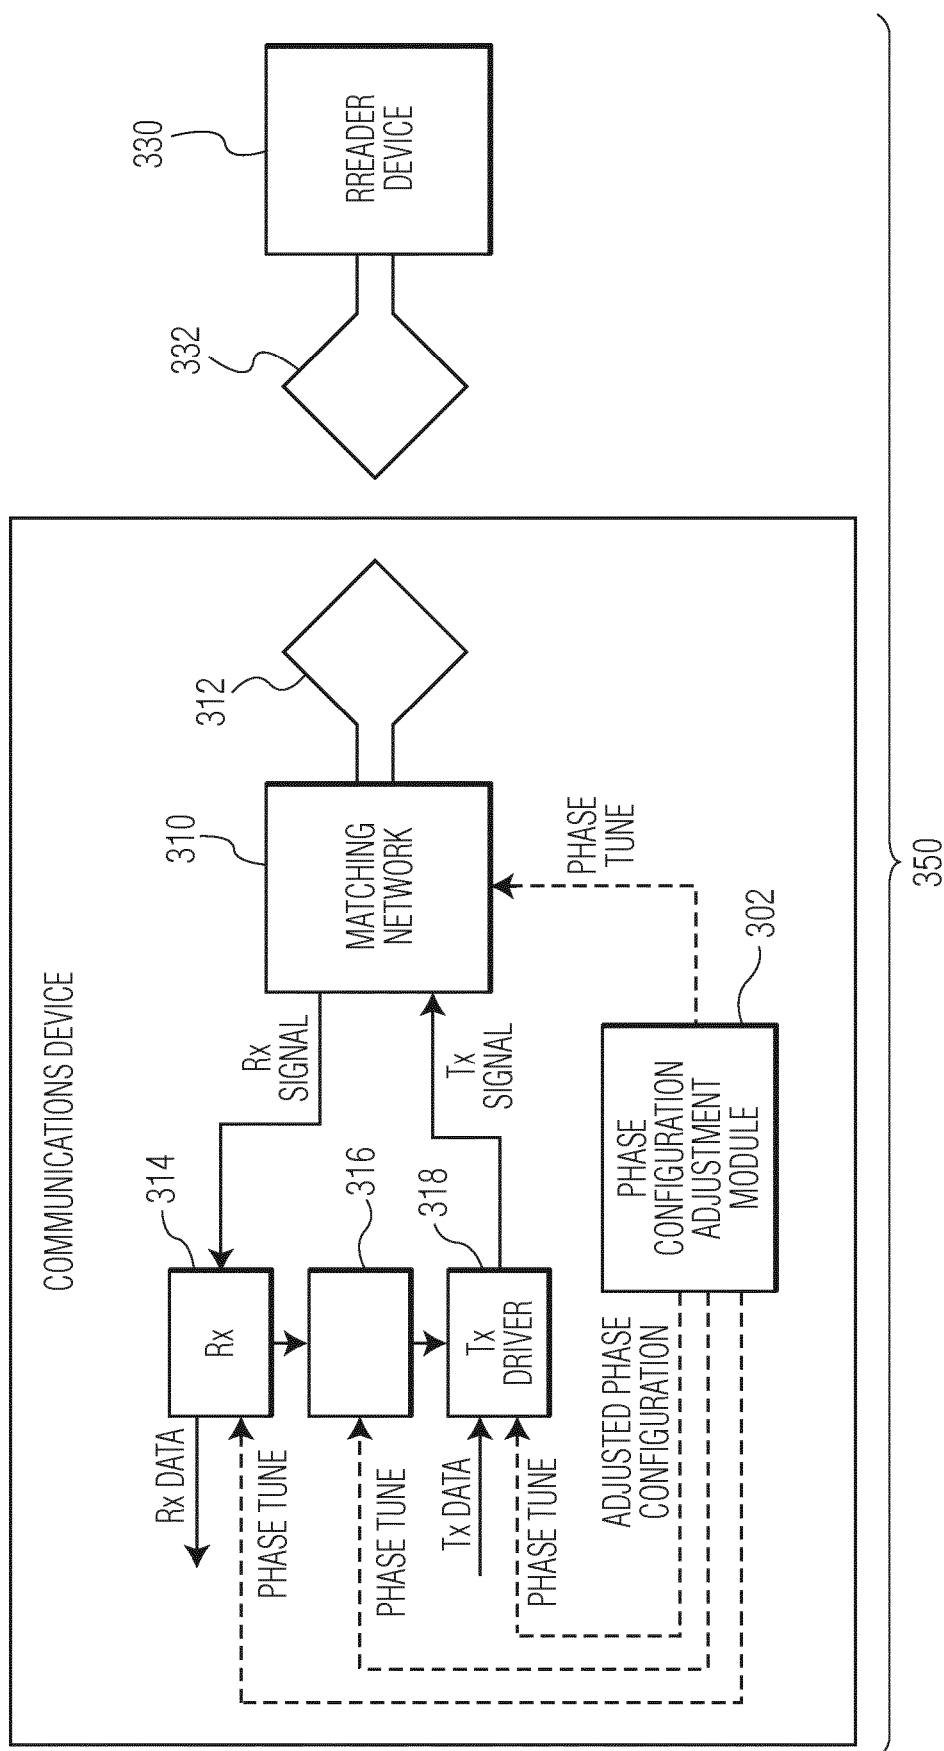 COMMUNICATIONS DEVICE
314
Rx
Rx DATA
PHASE TUNE
316
PHASE TUNE
318
Tx
DRIVER
Tx DATA
PHASE TUNE
Rx
SIGNAL
Tx
SIGNAL
310
MATCHING
NETWORK
312
PHASE
TUNE
302
PHASE
CONFIGURATION
ADJUSTMENT
MODULE
ADJUSTED PHASE
CONFIGURATION
332
330
RREADER
DEVICE
350